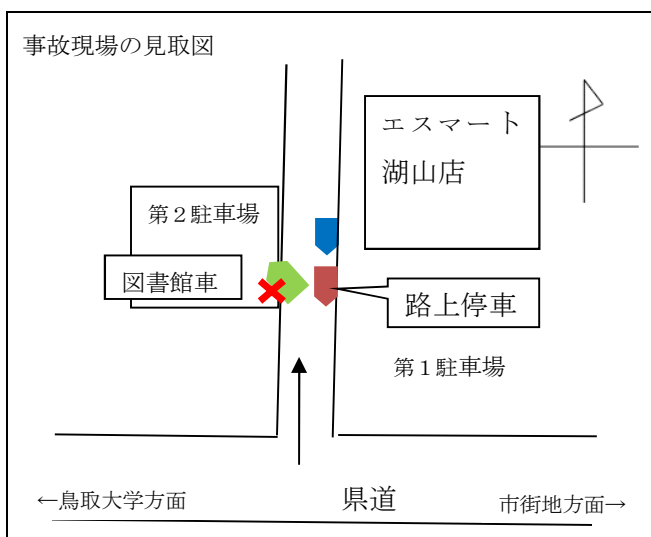 事故現場の見取図
エスマート
湖山店
第２駐車場
図書館車
路上停車
第１駐車場
←鳥取大学方面
県道
市街地方面→